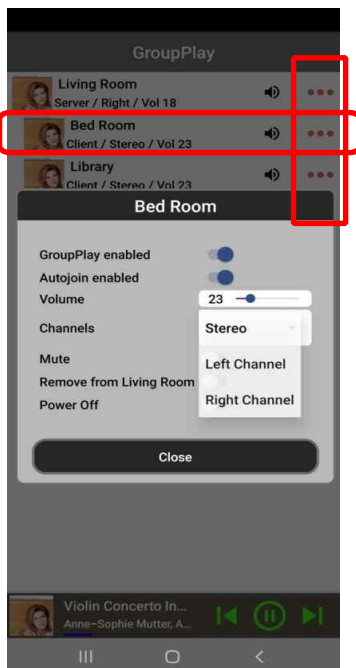 GroupPlay
Living Room
Server / Right / Vol 18
Bed Room
Client / Stereo / Vol 23
Library
Client / Stereo / Vol 23
Bed Room
GroupPlay enabled
Autojoin enabled
Volume 23
Channels Stereo
Left Channel
Mute
Remove from Living Room
Right Channel
Power Off
Close
Violin Concerto In...
Anne-Sophie Mutter, A...